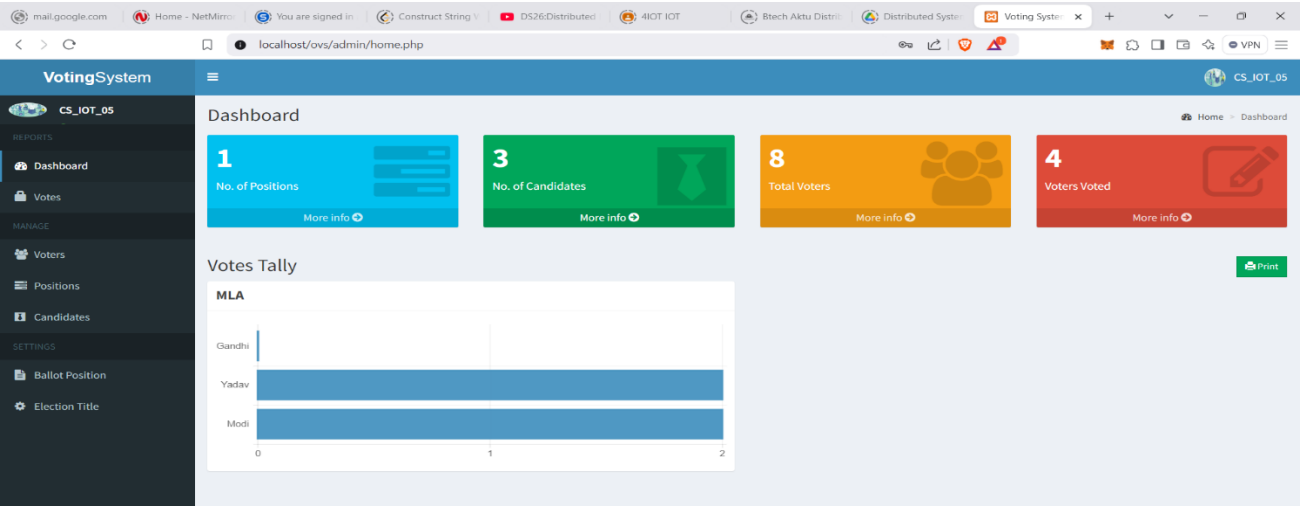 mail.google.com Home - NetMirro You are signed in Construct String DS26:Distributed 4IOT IOT Btech Aktu Distrib Distributed System Voting System
localhost/ovs/admin/home.php VPN
VotingSystem CS_IOT_05
CS_IOT_05
Dashboard Home > Dashboard
REPORTS
Dashboard
Votes
MANAGE
Voters
Positions
Candidates
SETTINGS
Ballot Position
Election Title
1
No. of Positions
More info
3
No. of Candidates
More info
8
Total Voters
More info
4
Voters Voted
More info
Votes Tally Print
MLA
Gandhi
Yadav
Modi
0 1 2